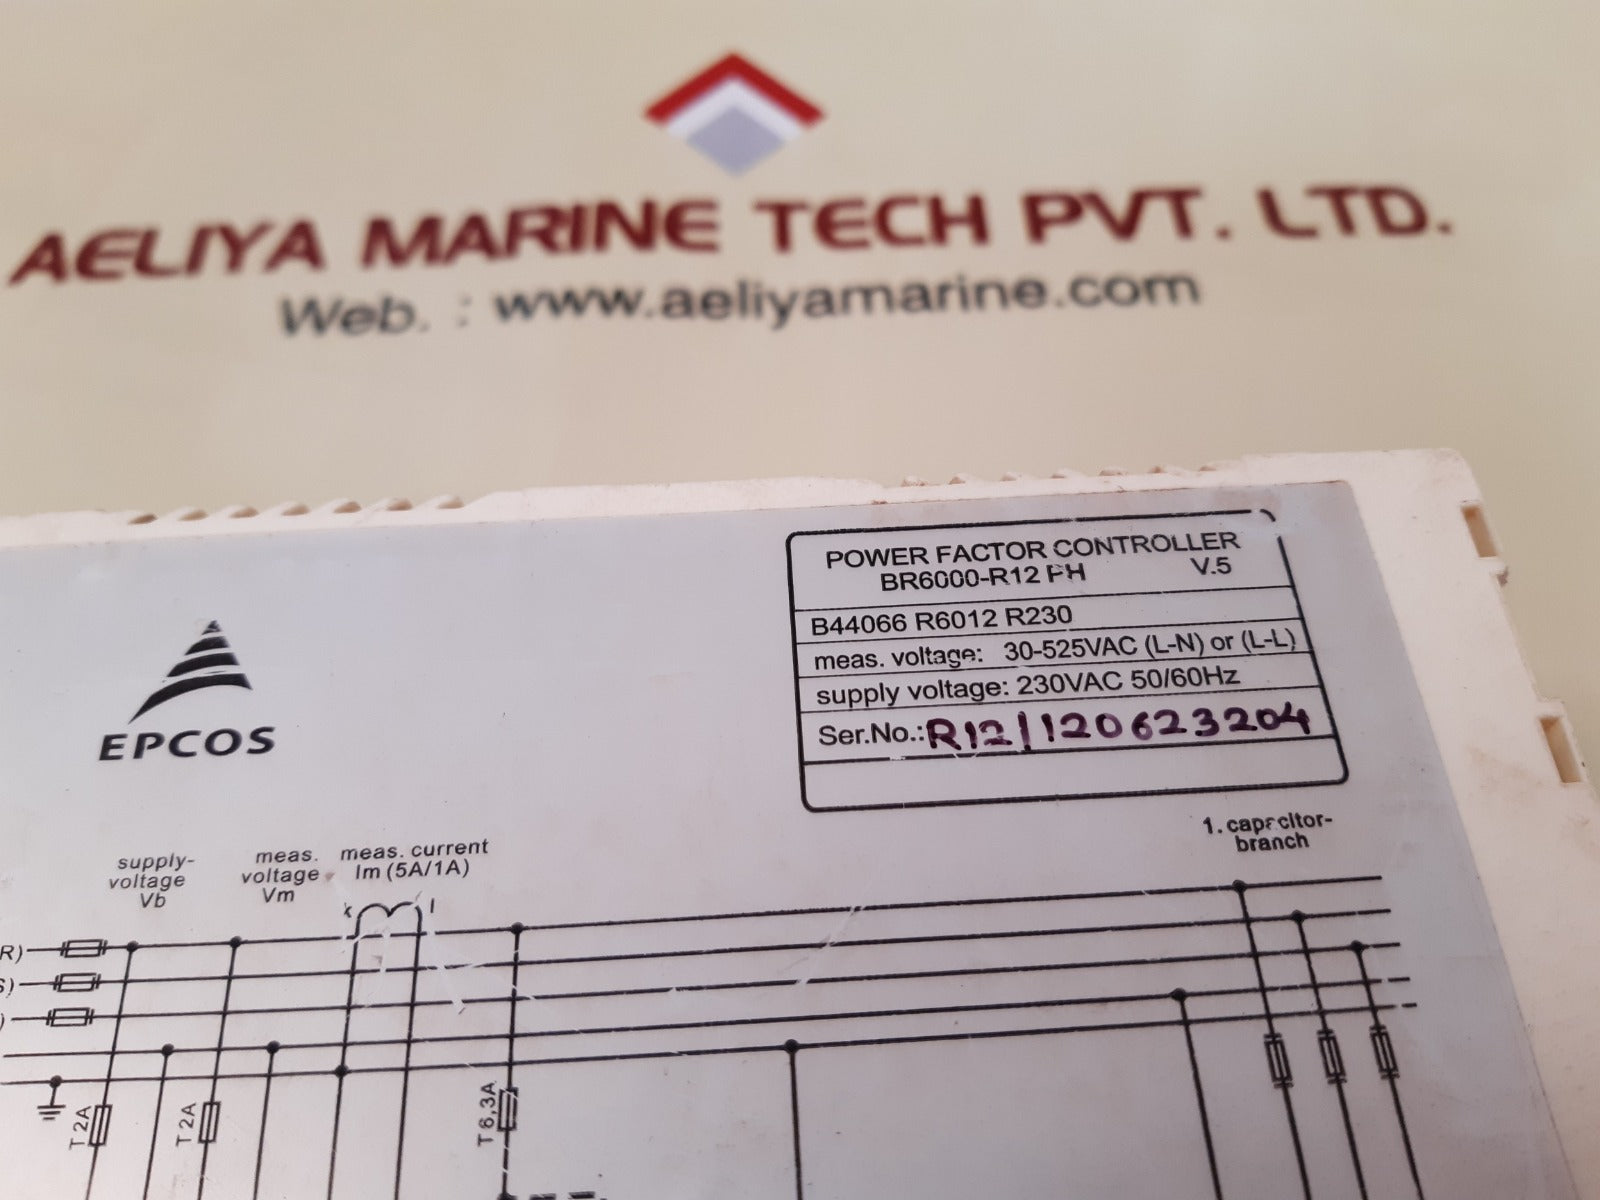 AELIYA MARINE TECH PVT. LTD.
Web. : www.aeliyamarine.com
EPCOS
POWER FACTOR CONTROLLER
BR6000-R12 PH V.5
B44066 R6012 R230
meas. voltage: 30-525VAC (L-N) or (L-L)
supply voltage: 230VAC 50/60Hz
Ser.No.: R12/120623204
supply-
voltage
Vb
meas.
voltage
Vm
meas. current
Im (5A/1A)
k l
1. capacitor-
branch
R)
S)
)
T 2A
T 2A
T 6,3A